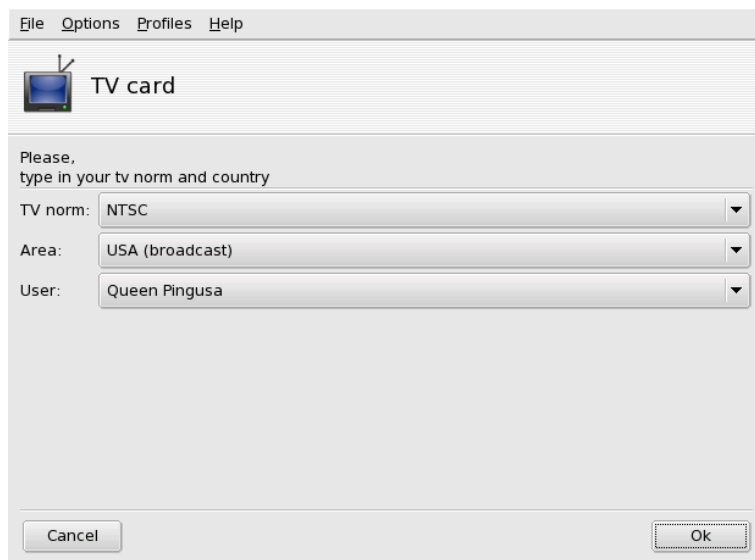 File Options Profiles Help
TV card
Please,
type in your tv norm and country
TV norm: NTSC
Area: USA (broadcast)
User: Queen Pingusa
Cancel Ok